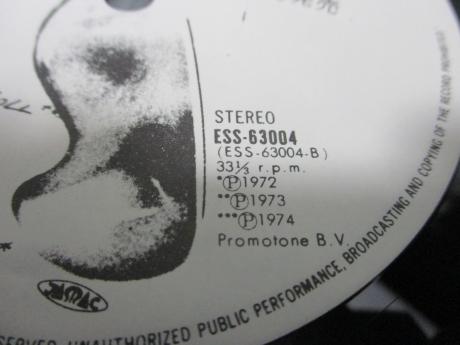 STEREO
ESS-63004
(ESS-63004-B)
33⅓ r.p.m.
*Ⓟ1972
**Ⓟ1973
***Ⓟ1974
Promotone B.V.
UNAUTHORIZED PUBLIC PERFORMANCE, BROADCASTING AND COPYING OF THE RECORD PROHIBITED